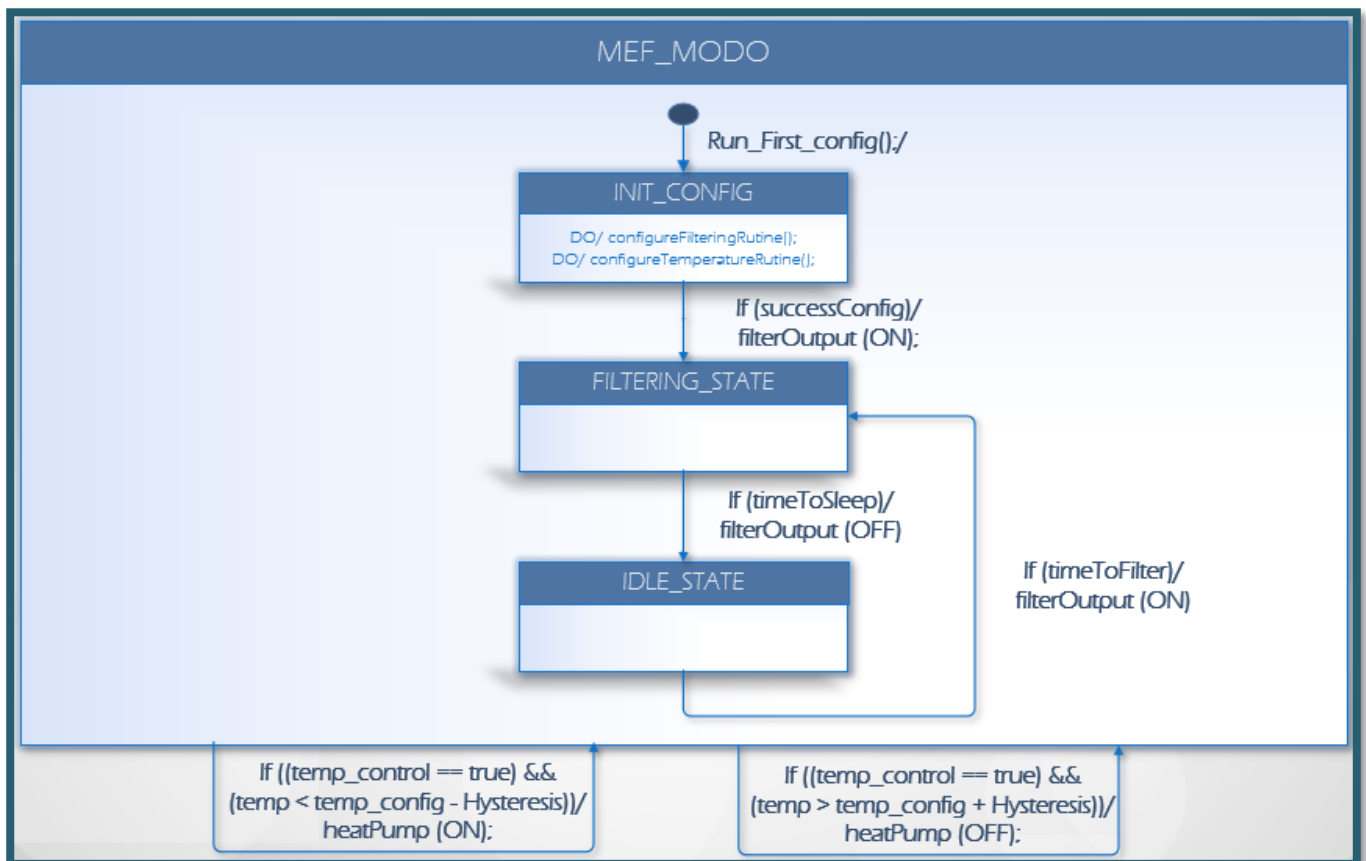 MEF_MODO
Run_First_config();/
INIT_CONFIG
DO/ configureFilteringRutine();
DO/ configureTemperatureRutine();
If (successConfig)/
filterOutput (ON);
FILTERING_STATE
If (timeToSleep)/
filterOutput (OFF)
IDLE_STATE
If (timeToFilter)/
filterOutput (ON)
If ((temp_control == true) &&
(temp < temp_config - Hysteresis))/
heatPump (ON);
If ((temp_control == true) &&
(temp > temp_config + Hysteresis))/
heatPump (OFF);